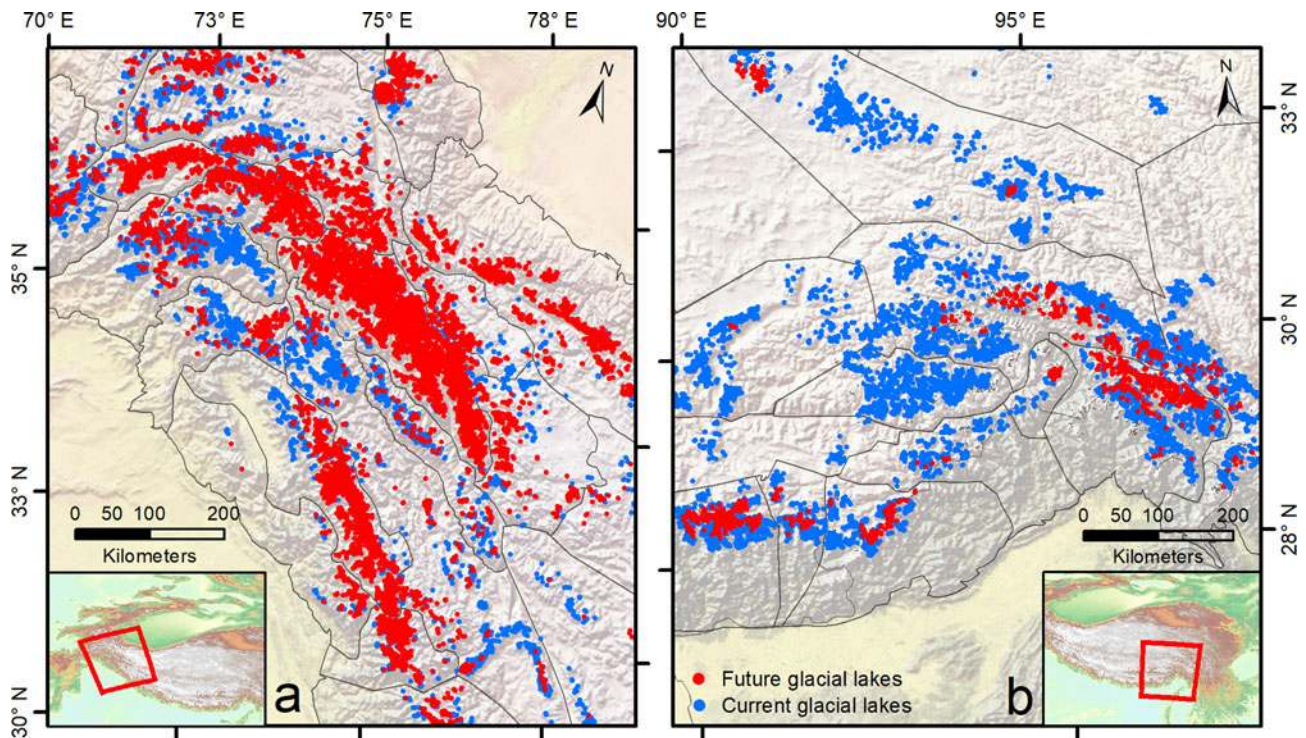 70° E 73° E 75° E 78° E 90° E 95° E
N
N
33° N
35° N
30° N
33° N
28° N
30° N
0 50 100 200
Kilometers
0 50 100 200
Kilometers
a
Future glacial lakes
Current glacial lakes
b